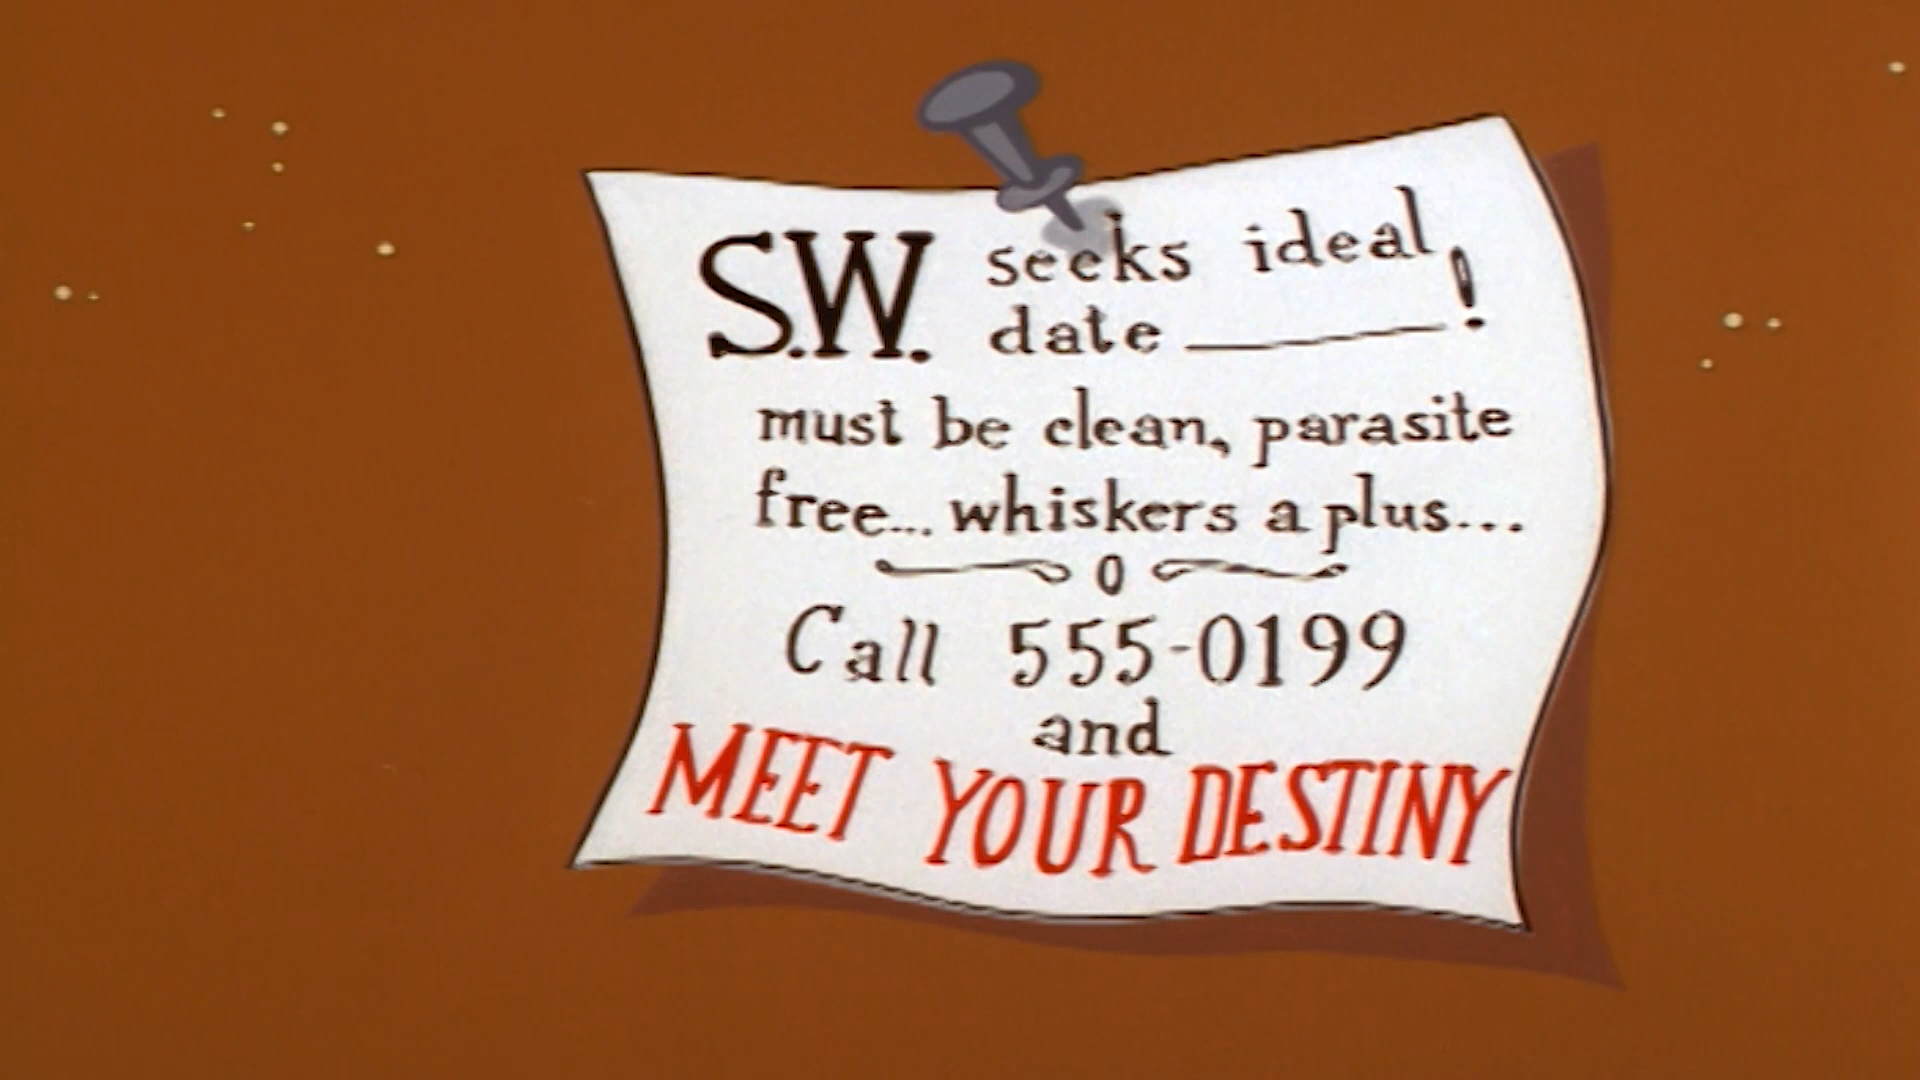 S.W. seeks ideal
date ______!
must be clean, parasite
free... whiskers a plus...
Call 555-0199
and
MEET YOUR DESTINY